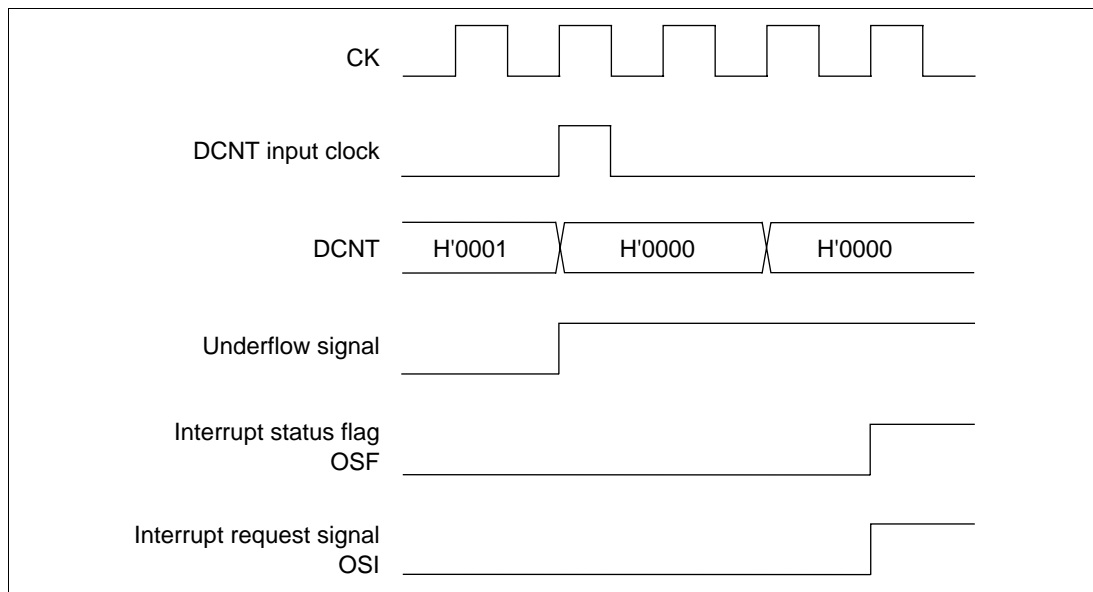 CK
DCNT input clock
DCNT
H'0001
H'0000
H'0000
Underflow signal
Interrupt status flag
OSF
Interrupt request signal
OSI